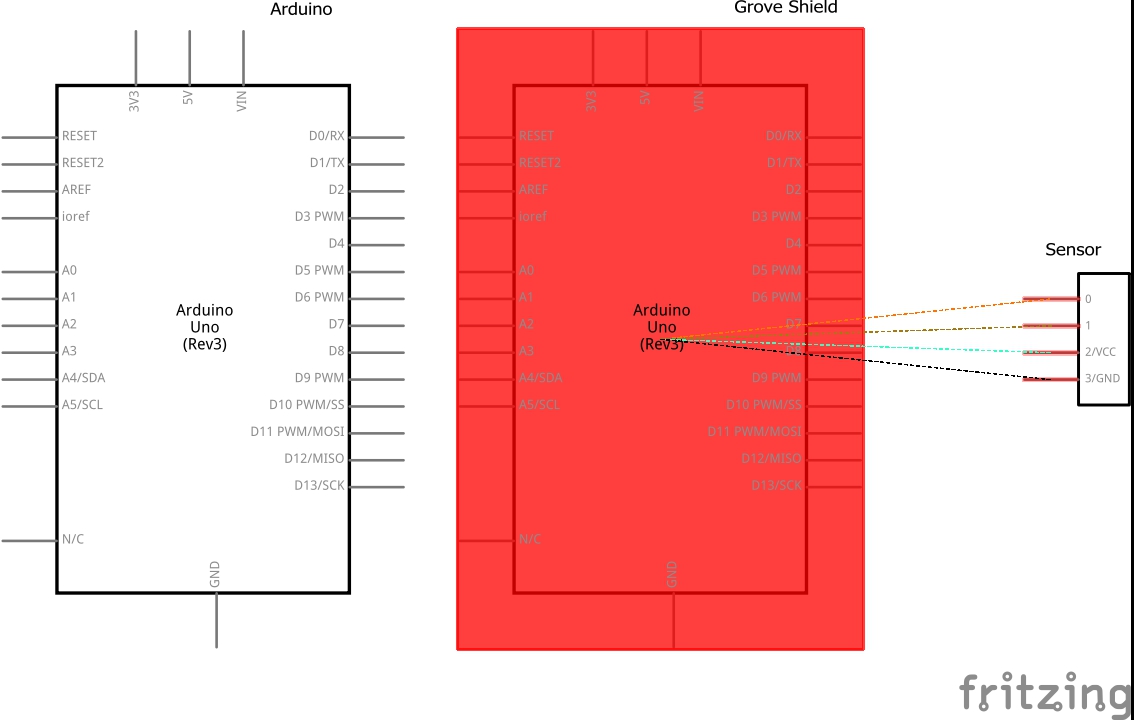 Arduino
Grove Shield
3V3
5V
VIN
RESET
RESET2
AREF
ioref
A0
A1
A2
A3
A4/SDA
A5/SCL
N/C
D0/RX
D1/TX
D2
D3 PWM
D4
D5 PWM
D6 PWM
D7
D8
D9 PWM
D10 PWM/SS
D11 PWM/MOSI
D12/MISO
D13/SCK
Arduino
Uno
(Rev3)
GND
3V3
5V
VIN
RESET
RESET2
AREF
ioref
A0
A1
A2
A3
A4/SDA
A5/SCL
N/C
D0/RX
D1/TX
D2
D3 PWM
D4
D5 PWM
D6 PWM
D7
D8
D9 PWM
D10 PWM/SS
D11 PWM/MOSI
D12/MISO
D13/SCK
Arduino
Uno
(Rev3)
GND
Sensor
0
1
2/VCC
3/GND
fritzing